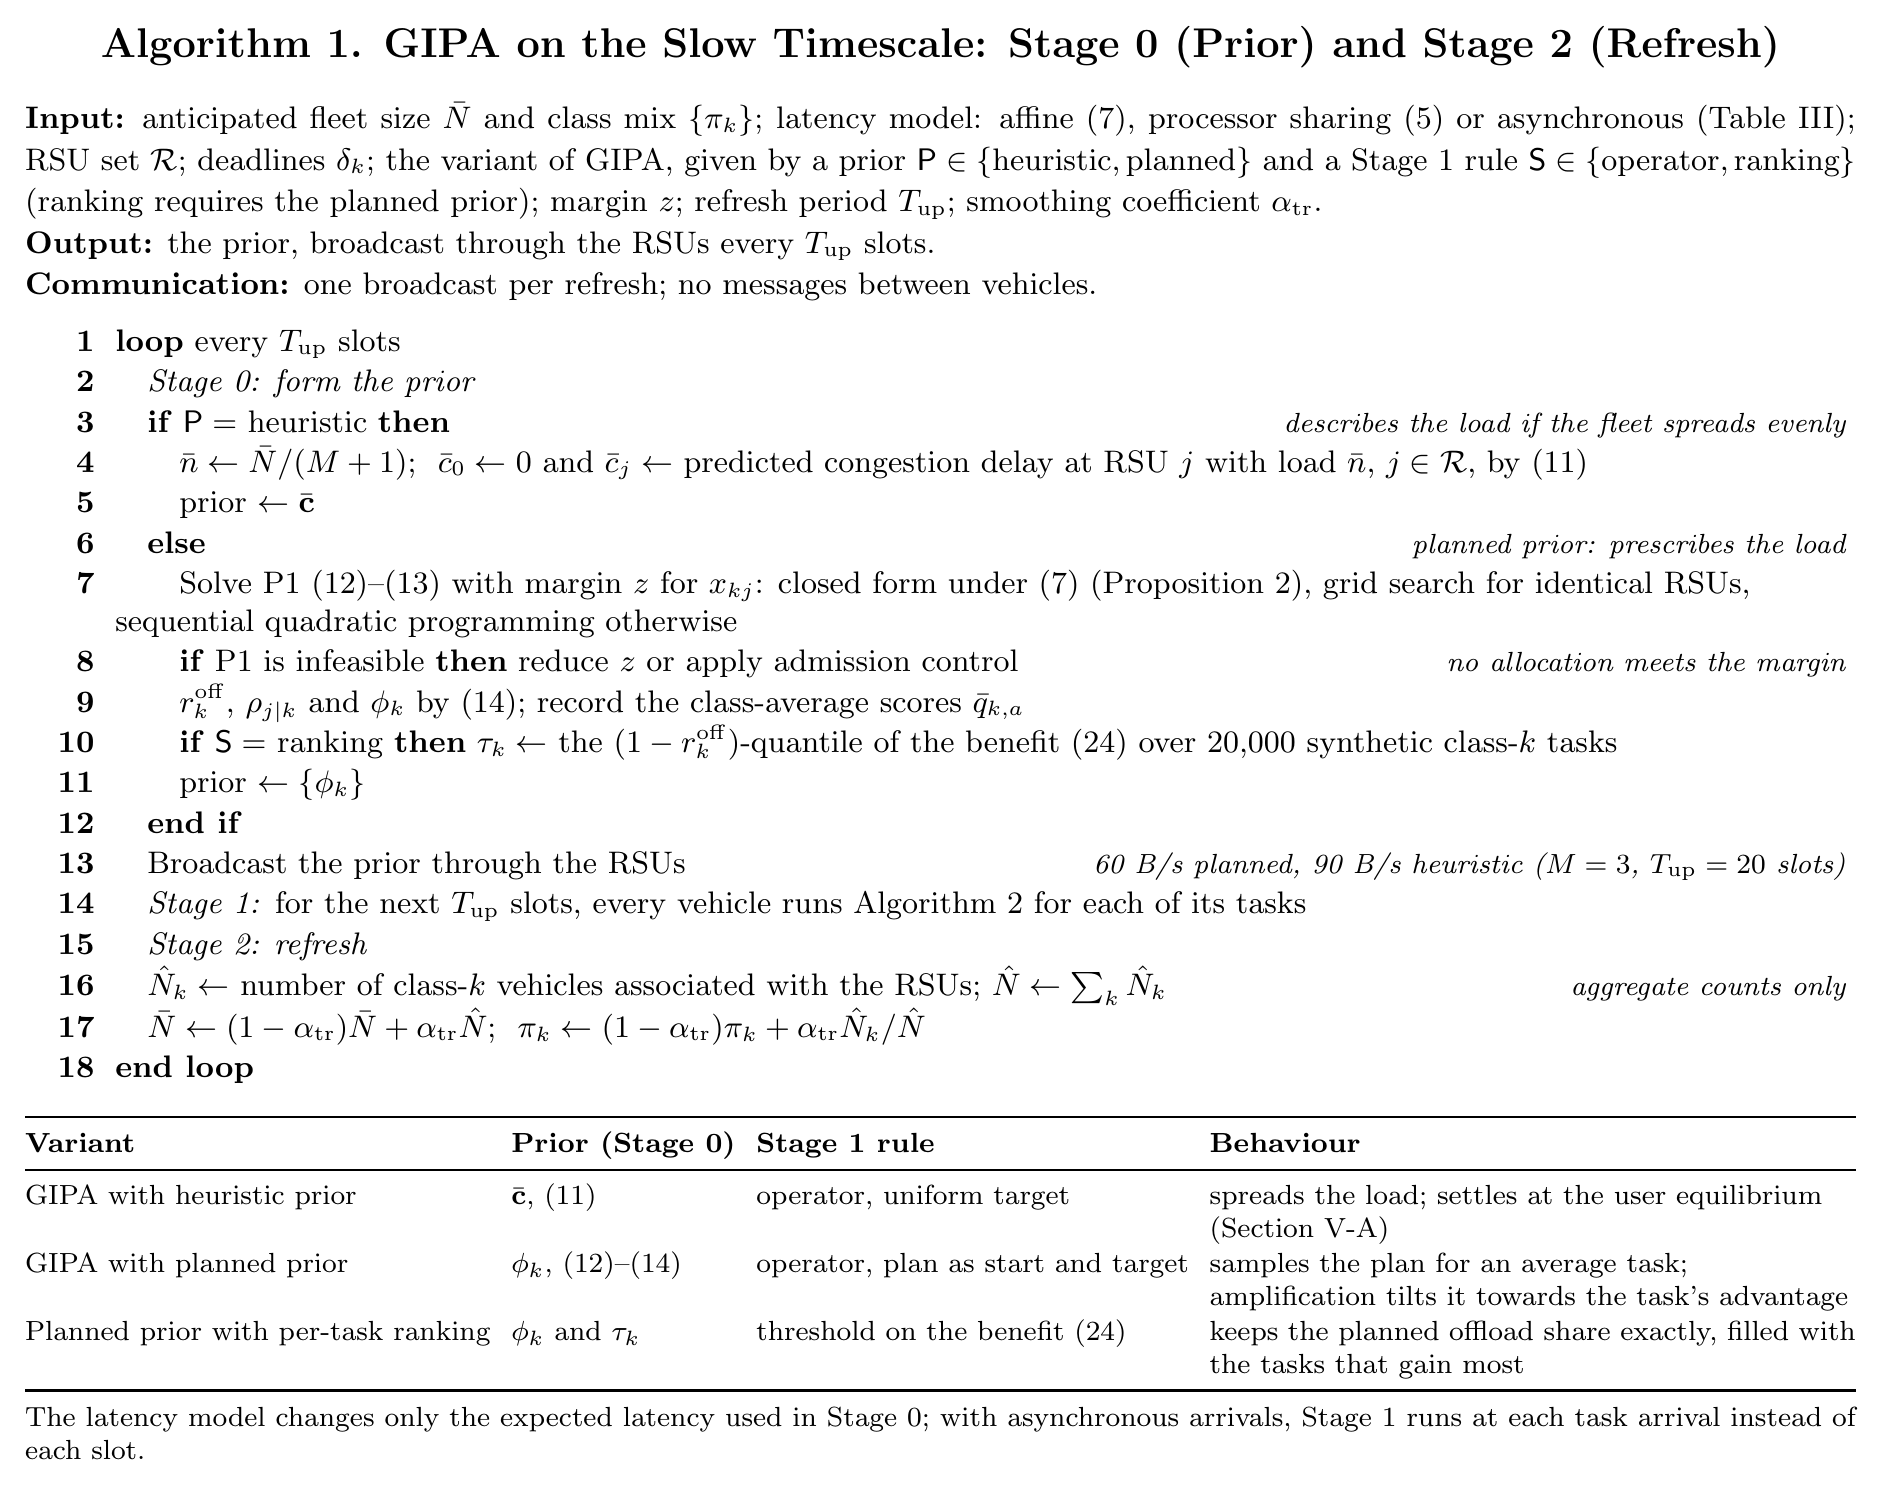 Algorithm 1. GIPA on the Slow Timescale: Stage 0 (Prior) and Stage 2 (Refresh)
Input: anticipated fleet size N̄ and class mix {π_k}; latency model: affine (7), processor sharing (5) or asynchronous (Table III);
RSU set ℛ; deadlines δ_k; the variant of GIPA, given by a prior P ∈ {heuristic, planned} and a Stage 1 rule S ∈ {operator, ranking}
(ranking requires the planned prior); margin z; refresh period T_up; smoothing coefficient α_tr.
Output: the prior, broadcast through the RSUs every T_up slots.
Communication: one broadcast per refresh; no messages between vehicles.
1 loop every T_up slots
2 Stage 0: form the prior
3 if P = heuristic then describes the load if the fleet spreads evenly
4 n̄ ← N̄/(M + 1); c̄_0 ← 0 and c̄_j ← predicted congestion delay at RSU j with load n̄, j ∈ ℛ, by (11)
5 prior ← c̄
6 else planned prior: prescribes the load
7 Solve P1 (12)–(13) with margin z for x_{kj}: closed form under (7) (Proposition 2), grid search for identical RSUs,
sequential quadratic programming otherwise
8 if P1 is infeasible then reduce z or apply admission control no allocation meets the margin
9 r_k^off, ρ_{j|k} and ϕ_k by (14); record the class-average scores q̄_{k,a}
10 if S = ranking then τ_k ← the (1 − r_k^off)-quantile of the benefit (24) over 20,000 synthetic class-k tasks
11 prior ← {ϕ_k}
12 end if
13 Broadcast the prior through the RSUs 60 B/s planned, 90 B/s heuristic (M = 3, T_up = 20 slots)
14 Stage 1: for the next T_up slots, every vehicle runs Algorithm 2 for each of its tasks
15 Stage 2: refresh
16 N̂_k ← number of class-k vehicles associated with the RSUs; N̂ ← ∑_k N̂_k aggregate counts only
17 N̄ ← (1 − α_tr)N̄ + α_tr N̂; π_k ← (1 − α_tr)π_k + α_tr N̂_k/N̂
18 end loop
Variant Prior (Stage 0) Stage 1 rule Behaviour
GIPA with heuristic prior c̄, (11) operator, uniform target spreads the load; settles at the user equilibrium
(Section V-A)
GIPA with planned prior ϕ_k, (12)–(14) operator, plan as start and target samples the plan for an average task;
amplification tilts it towards the task's advantage
Planned prior with per-task ranking ϕ_k and τ_k threshold on the benefit (24) keeps the planned offload share exactly, filled with
the tasks that gain most
The latency model changes only the expected latency used in Stage 0; with asynchronous arrivals, Stage 1 runs at each task arrival instead of
each slot.